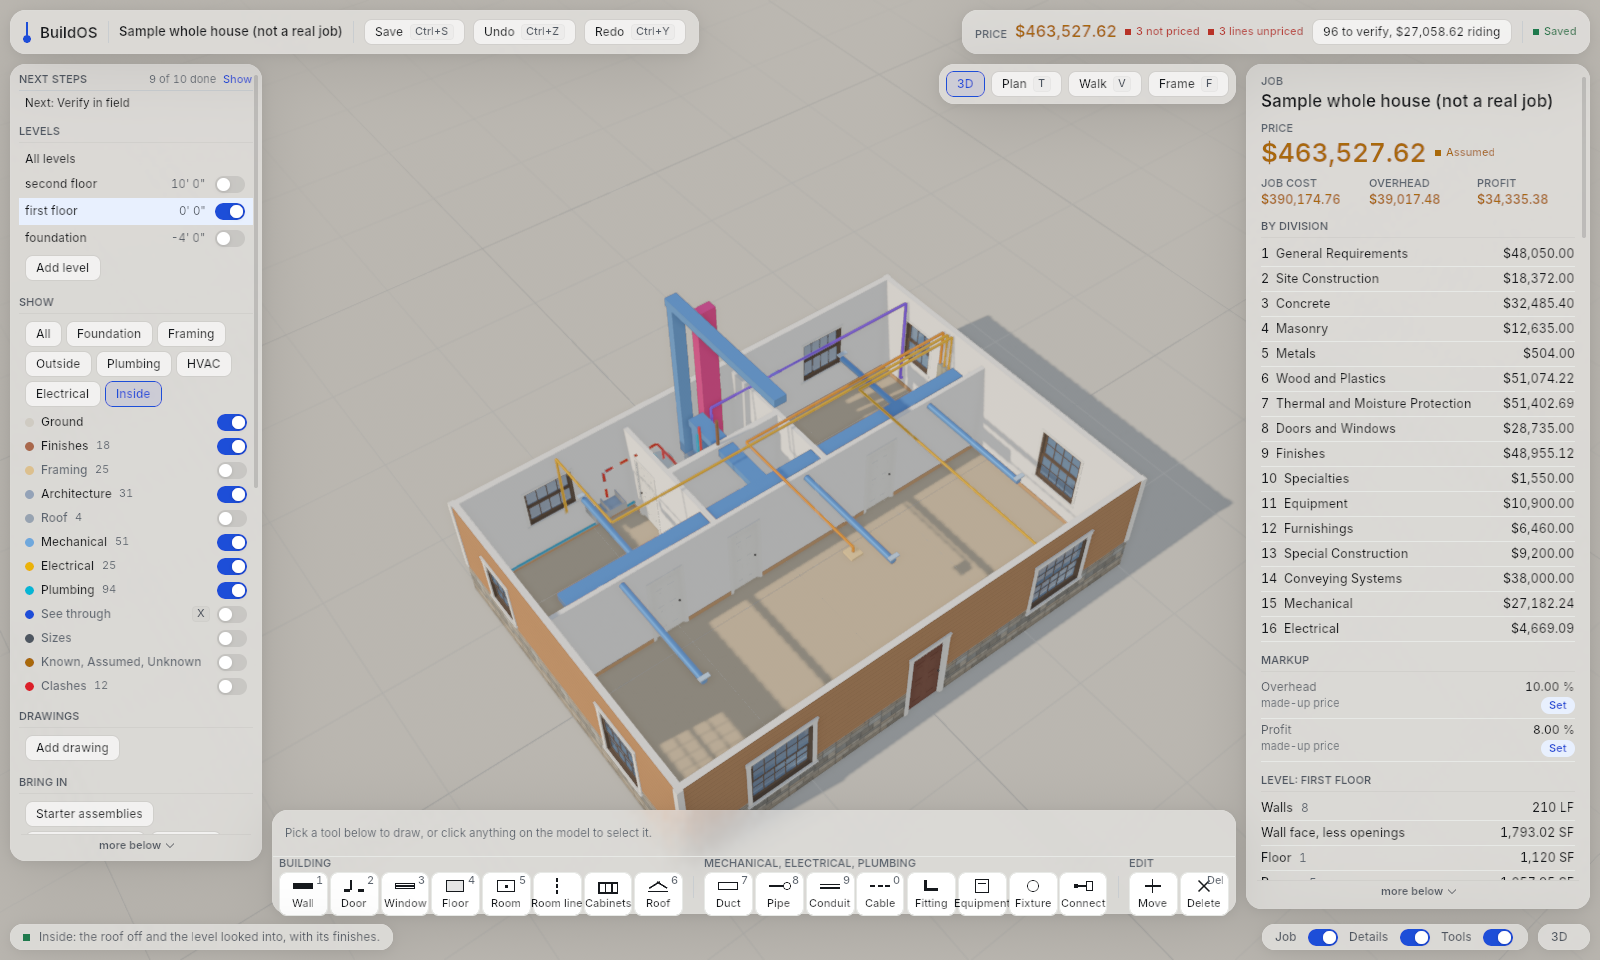 BuildOS
Sample whole house (not a real job)
Save Ctrl+S
Undo Ctrl+Z
Redo Ctrl+Y
PRICE $463,527.62
3 not priced
3 lines unpriced
96 to verify, $27,058.62 riding
Saved
3D
Plan T
Walk V
Frame F
NEXT STEPS 9 of 10 done Show
Next: Verify in field
LEVELS
All levels
second floor 10' 0"
first floor 0' 0"
foundation -4' 0"
Add level
SHOW
All Foundation Framing
Outside Plumbing HVAC
Electrical Inside
Ground
Finishes 18
Framing 25
Architecture 31
Roof 4
Mechanical 51
Electrical 25
Plumbing 94
See through X
Sizes
Known, Assumed, Unknown
Clashes 12
DRAWINGS
Add drawing
BRING IN
Starter assemblies
more below
JOB
Sample whole house (not a real job)
PRICE
$463,527.62 Assumed
JOB COST OVERHEAD PROFIT
$390,174.76 $39,017.48 $34,335.38
BY DIVISION
1 General Requirements $48,050.00
2 Site Construction $18,372.00
3 Concrete $32,485.40
4 Masonry $12,635.00
5 Metals $504.00
6 Wood and Plastics $51,074.22
7 Thermal and Moisture Protection $51,402.69
8 Doors and Windows $28,735.00
9 Finishes $48,955.12
10 Specialties $1,550.00
11 Equipment $10,900.00
12 Furnishings $6,460.00
13 Special Construction $9,200.00
14 Conveying Systems $38,000.00
15 Mechanical $27,182.24
16 Electrical $4,669.09
MARKUP
Overhead 10.00 %
made-up price Set
Profit 8.00 %
made-up price Set
LEVEL: FIRST FLOOR
Walls 8 210 LF
Wall face, less openings 1,793.02 SF
Floor 1 1,120 SF
more below
Pick a tool below to draw, or click anything on the model to select it.
BUILDING
Wall 1
Door 2
Window 3
Floor 4
Room 5
Room line
Cabinets
Roof 6
MECHANICAL, ELECTRICAL, PLUMBING
Duct 7
Pipe 8
Conduit 9
Cable 0
Fitting
Equipment
Fixture
Connect
EDIT
Move
Delete Del
Inside: the roof off and the level looked into, with its finishes.
Job Details Tools 3D